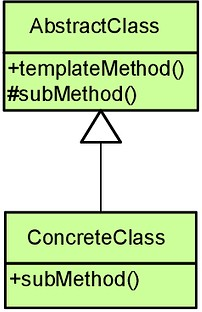 AbstractClass
+templateMethod()
#subMethod()
ConcreteClass
+subMethod()